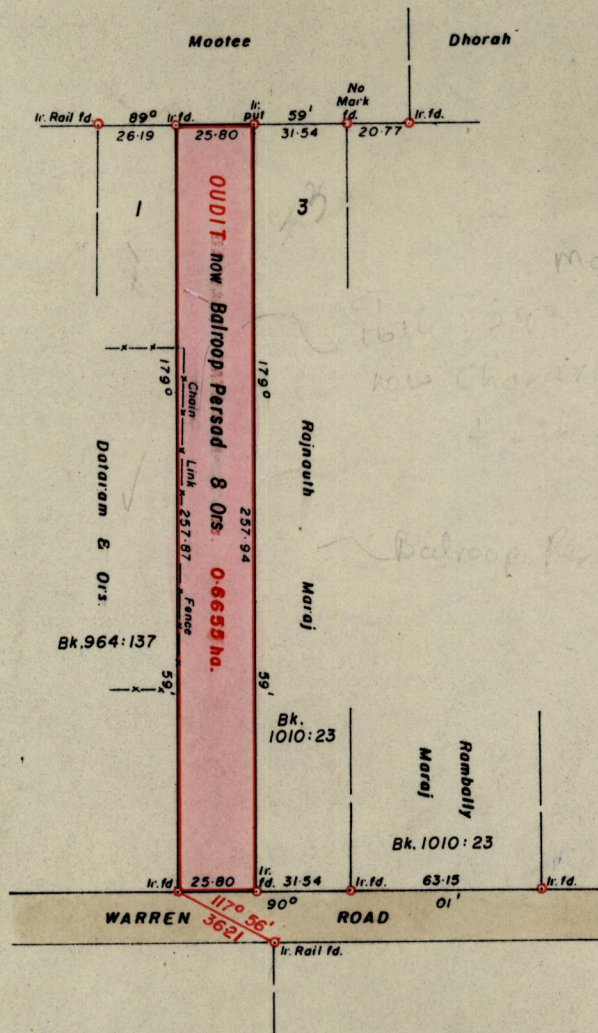 Mootee
Dhorah
No
Mark
fd.
Ir. Rail fd.
89°
Ir.fd.
Ir.
put
59'
Ir.fd.
26·19
25·80
31·54
20·77
1
3
OUDIT now Balroop Persad & Ors. 0·6655 ha.
179°
59'
Chain
Link
Fence
257·87
257·94
179°
59'
Dataram & Ors.
Rajnauth Maraj
Bk.964:137
Bk.
1010:23
Rambally
Maraj
Bk. 1010:23
Ir.fd.
25·80
Ir.
fd.
31·54
Ir.fd.
63·15
Ir.fd.
90°
01'
117° 56'
36·21
WARREN ROAD
Ir. Rail fd.
now
Balroop Per